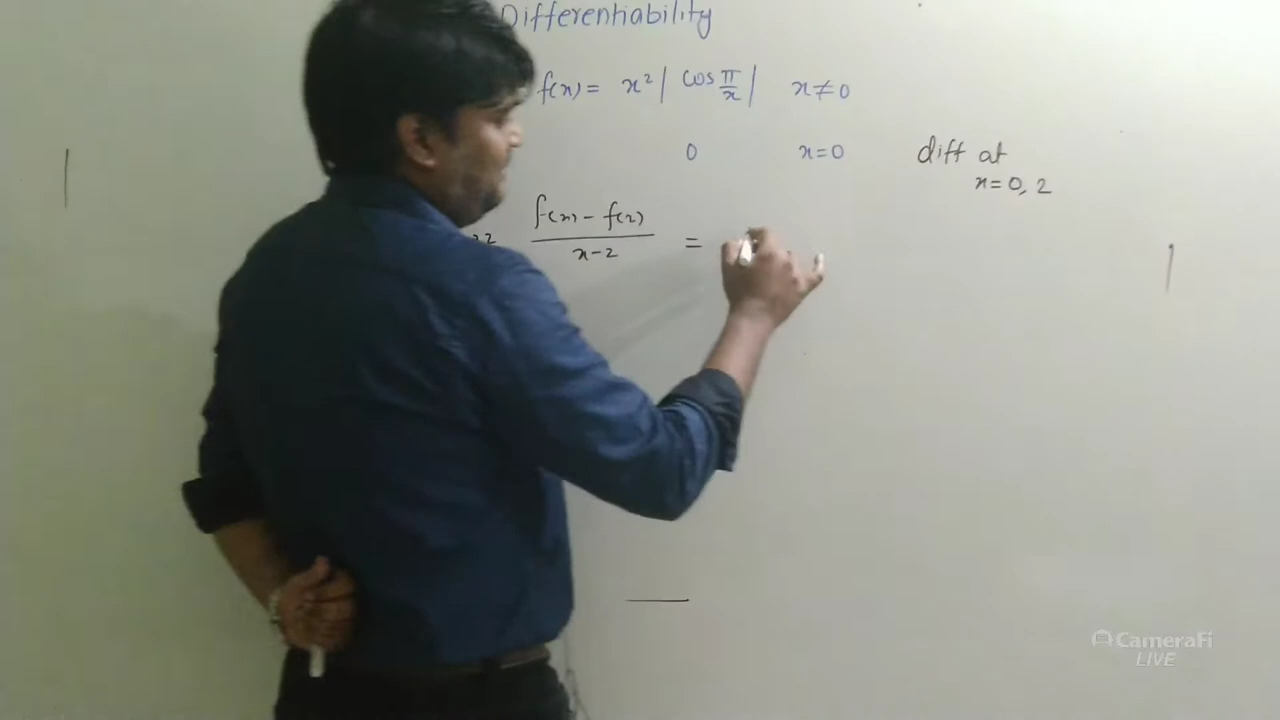 Differentiability
f(x) = x² | cos π/x | x ≠ 0
0 x=0 diff at
x=0, 2
f(x) - f(2)
x-2 =
CameraFi
LIVE